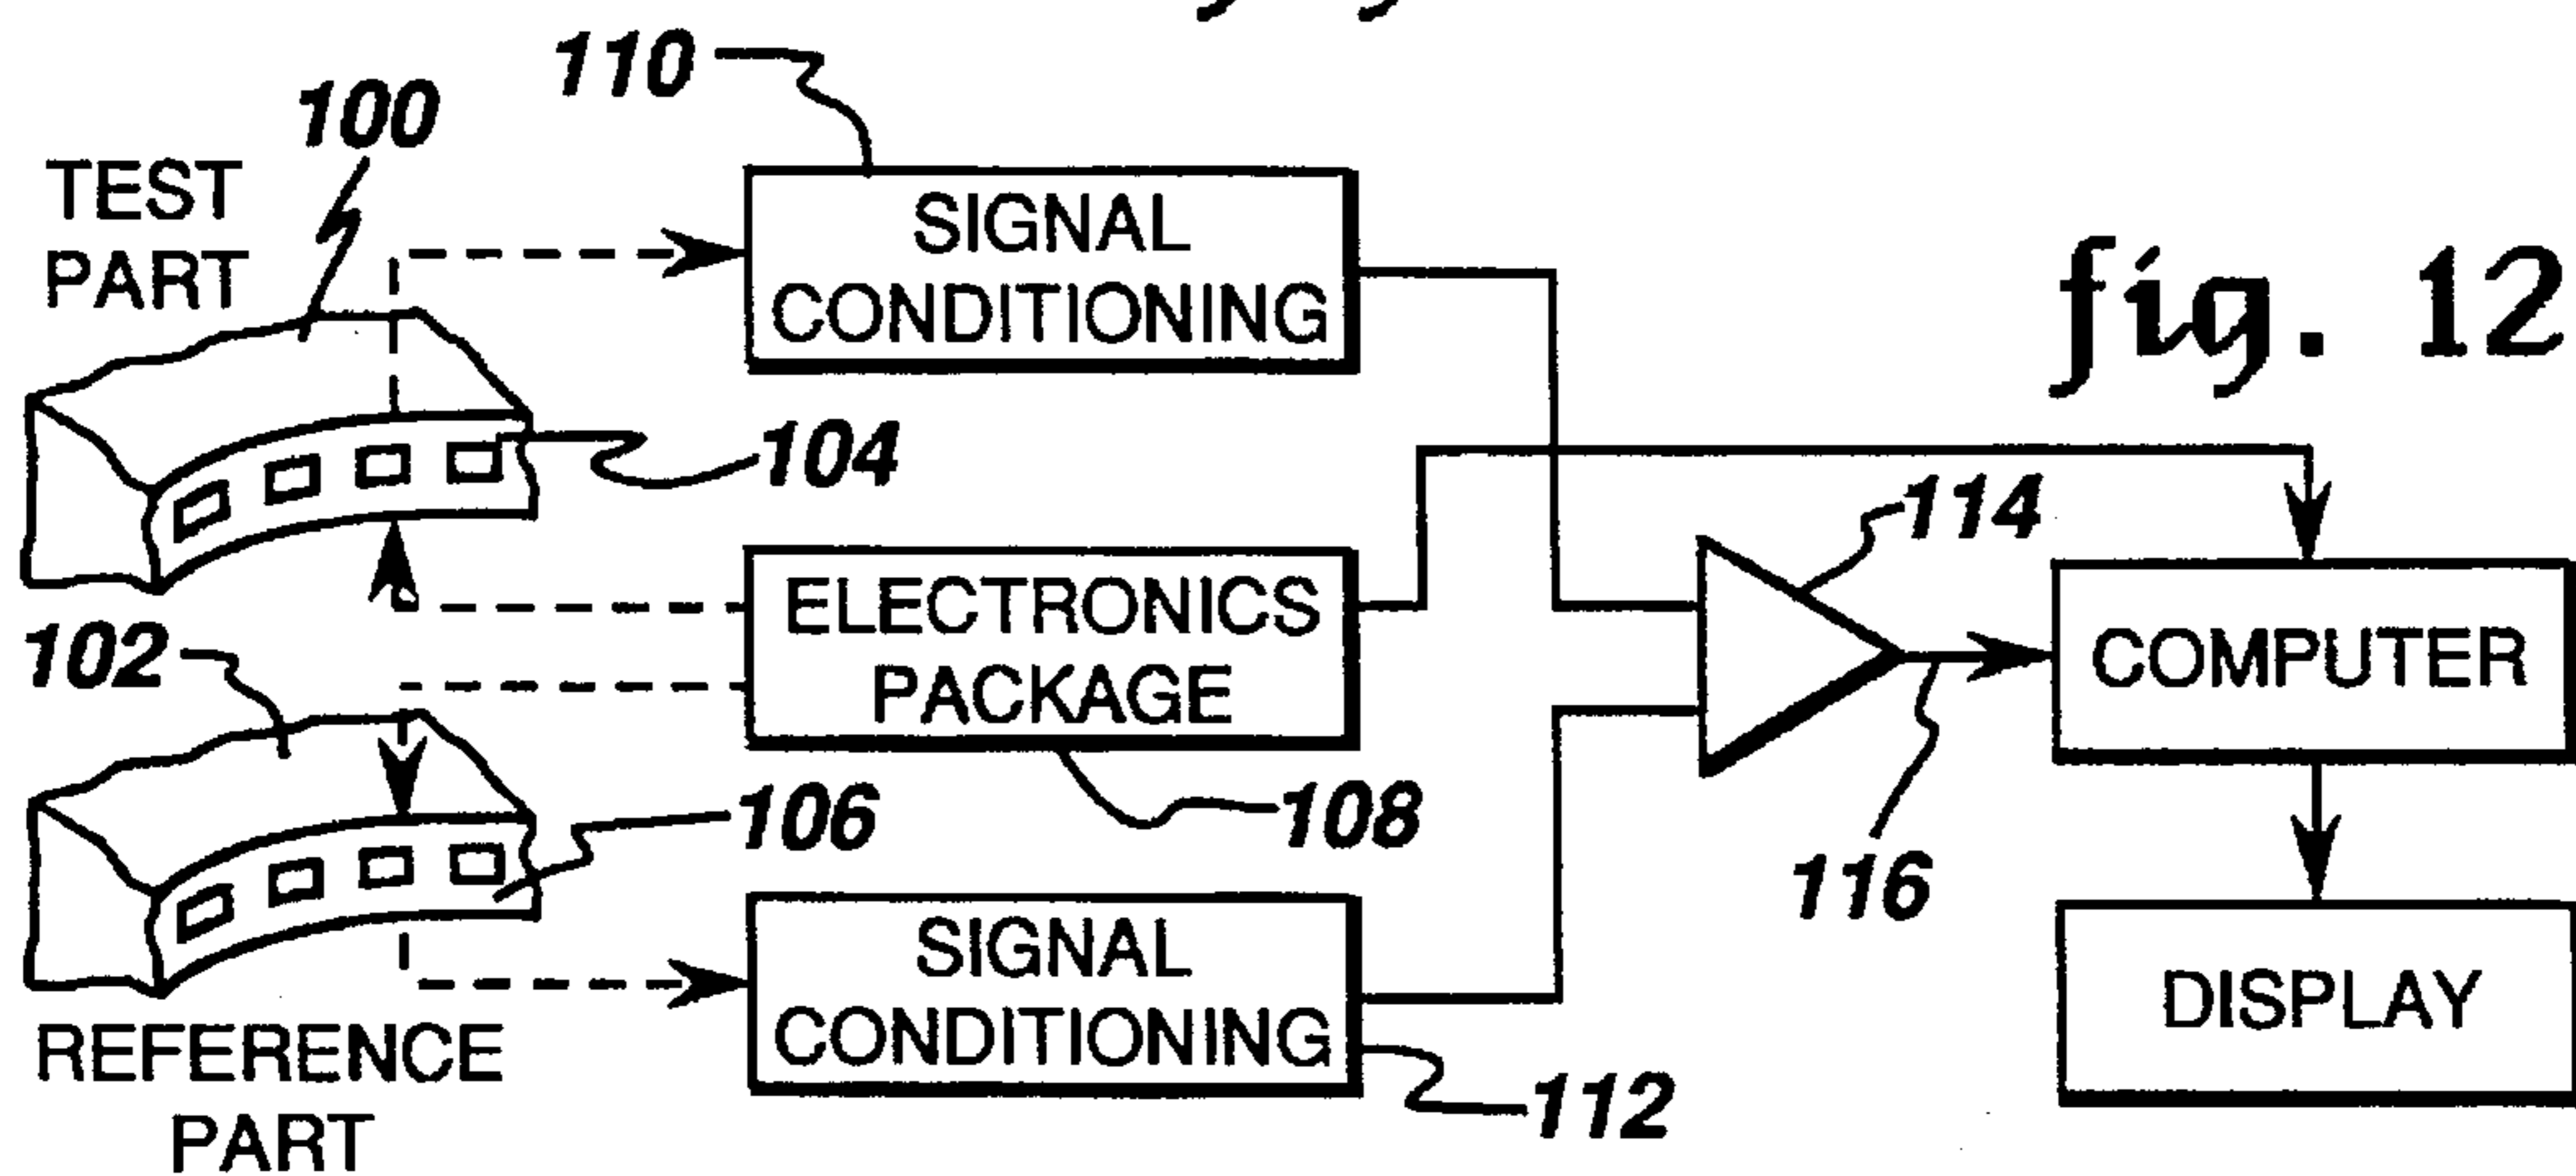 110
100
TEST
PART
SIGNAL
CONDITIONING
fig. 12
104
114
ELECTRONICS
PACKAGE
COMPUTER
102
106
108
116
SIGNAL
CONDITIONING
DISPLAY
REFERENCE
PART
112